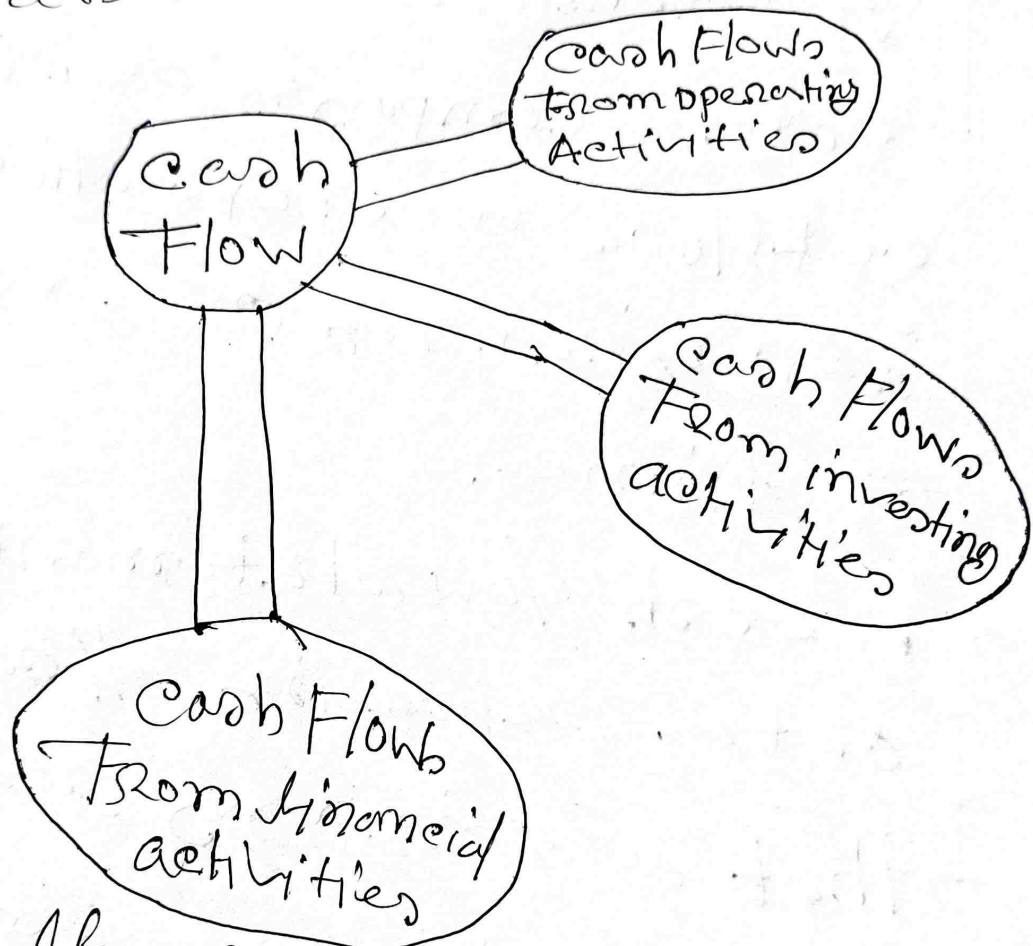 Cash Flows
From operating
Activities
Cash
Flow
Cash Flows
From investing
activities
Cash Flows
From financial
activities